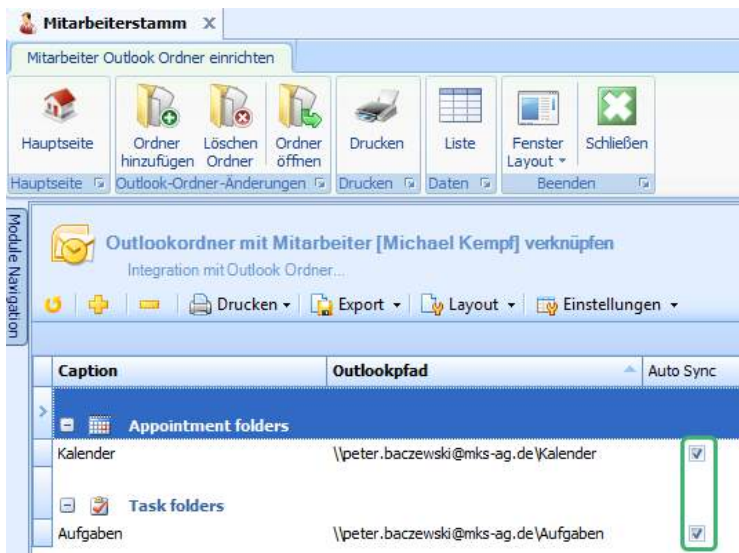 Mitarbeiterstamm X
Mitarbeiter Outlook Ordner einrichten
Hauptseite
Ordner hinzufügen
Löschen Ordner
Ordner öffnen
Drucken
Liste
Fenster Layout
Schließen
Hauptseite
Outlook-Ordner-Änderungen
Drucken
Daten
Beenden
Module Navigation
Outlookordner mit Mitarbeiter [Michael Kempf] verknüpfen
Integration mit Outlook Ordner...
Drucken Export Layout Einstellungen
Caption Outlookpfad Auto Sync
Appointment folders
Kalender \\peter.baczewski@mks-ag.de\Kalender
Task folders
Aufgaben \\peter.baczewski@mks-ag.de\Aufgaben